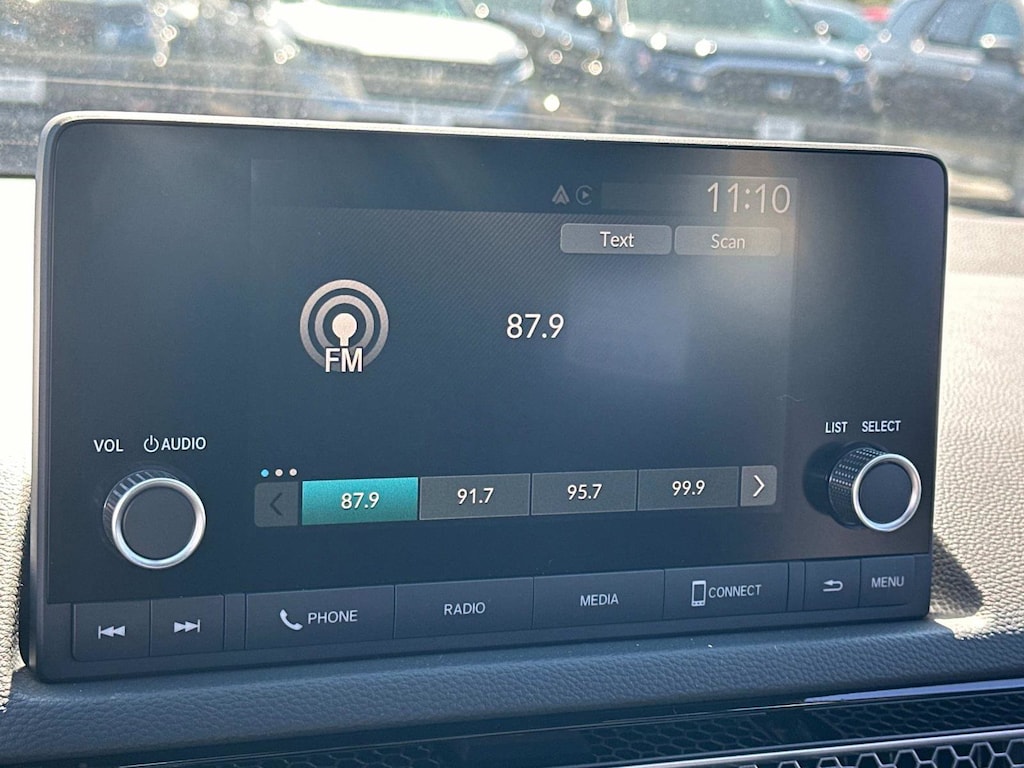 11:10
Text Scan
87.9
FM
VOL AUDIO
LIST SELECT
87.9 91.7 95.7 99.9
PHONE RADIO MEDIA CONNECT MENU